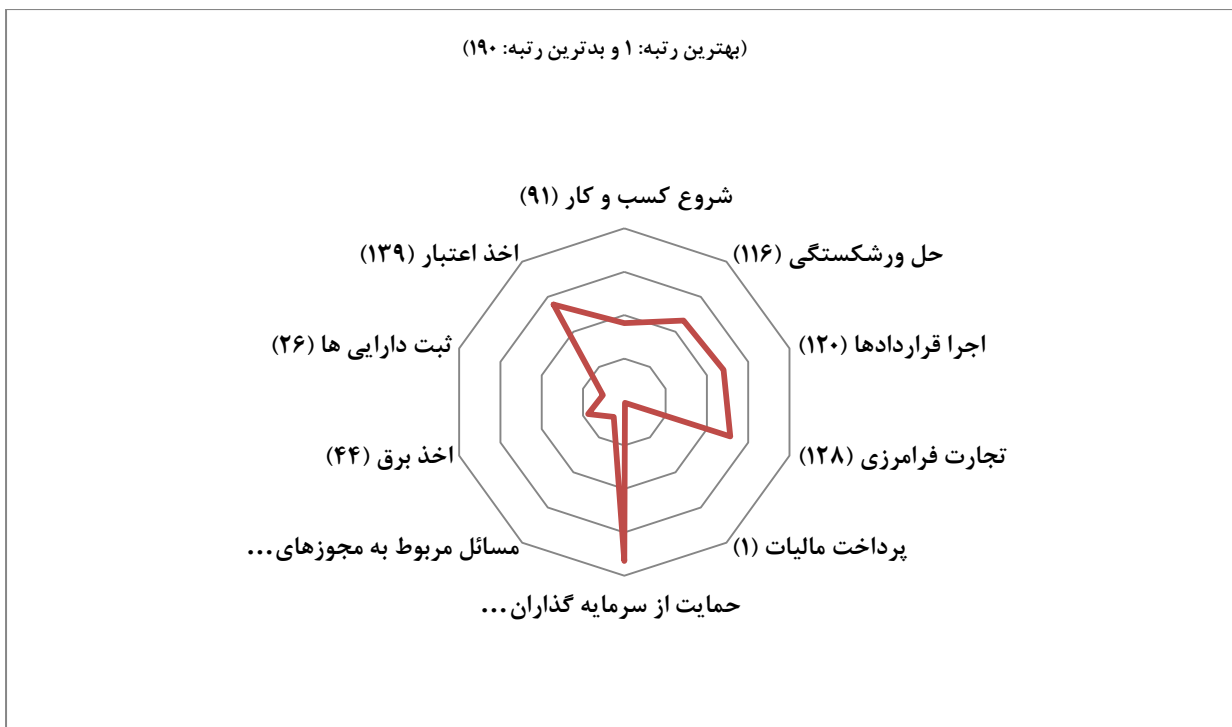 (بهترین رتبه: ۱ و بدترین رتبه: ۱۹۰)
شروع کسب و کار (۹۱)
حل ورشکستگی (۱۱۶)
اخذ اعتبار (۱۳۹)
اجرا قراردادها (۱۲۰)
ثبت دارایی ها (۲۶)
تجارت فرامرزی (۱۲۸)
اخذ برق (۴۴)
پرداخت مالیات (۱)
مسائل مربوط به مجوزهای...
حمایت از سرمایه گذاران...